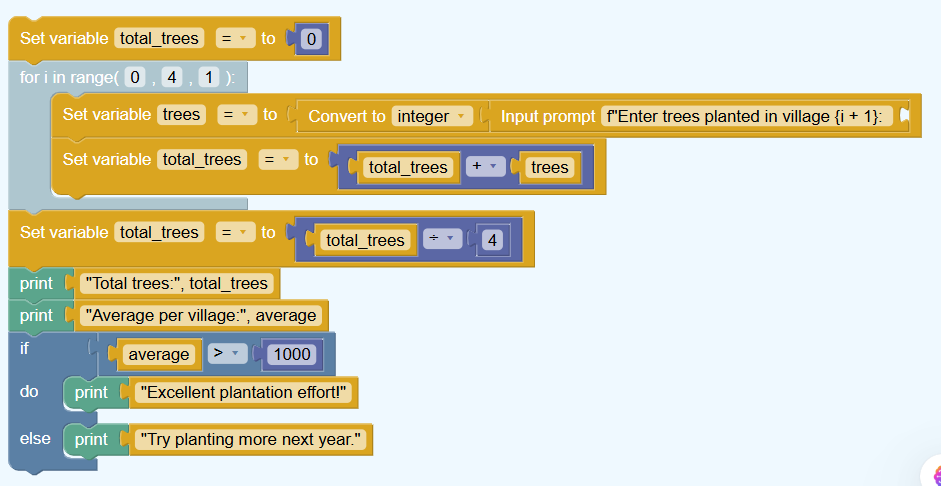 Set variable total_trees = to 0
for i in range( 0 , 4 , 1 ):
Set variable trees = to Convert to integer Input prompt f"Enter trees planted in village {i + 1}:
Set variable total_trees = to total_trees + trees
Set variable total_trees = to total_trees ÷ 4
print "Total trees:", total_trees
print "Average per village:", average
if average > 1000
do print "Excellent plantation effort!"
else print "Try planting more next year."